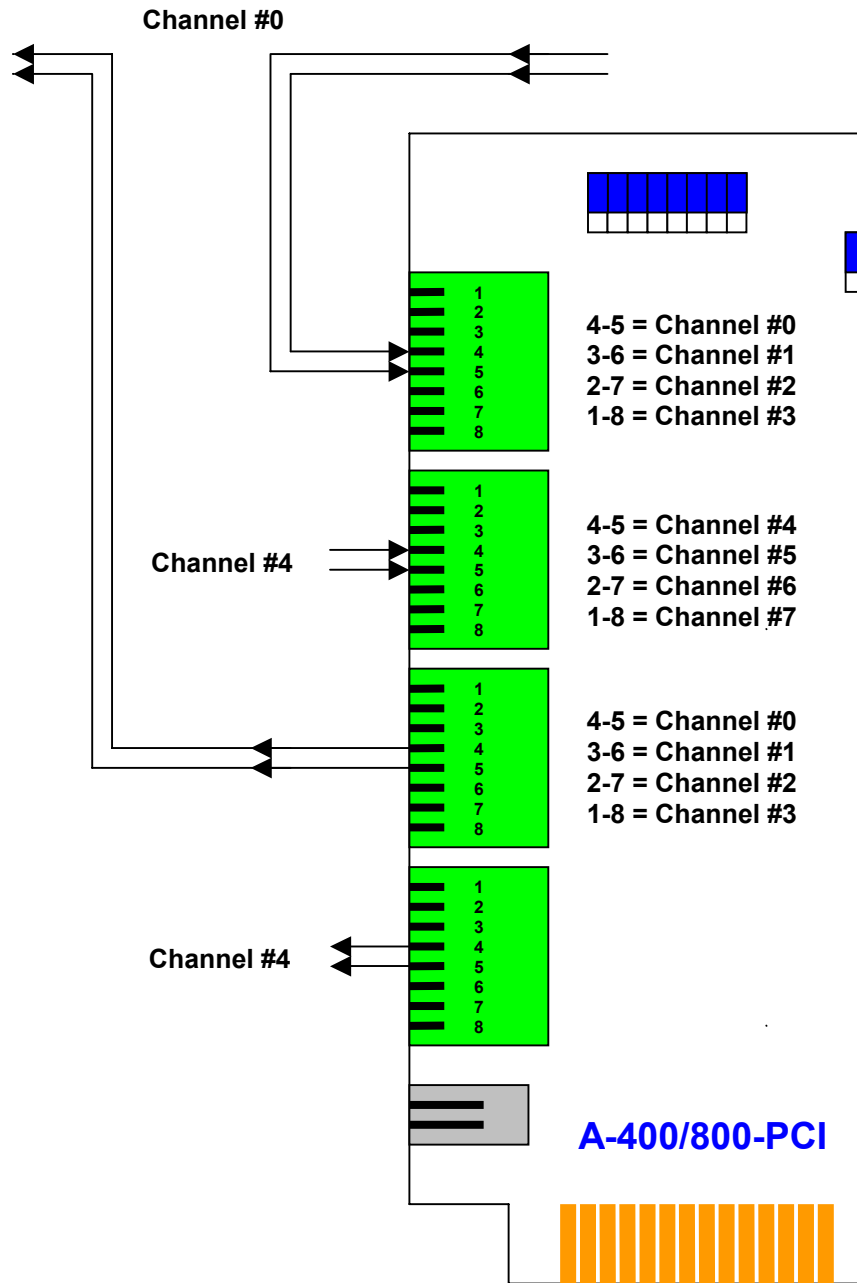 Channel #0
1
2
3
4
5
6
7
8
4-5 = Channel #0
3-6 = Channel #1
2-7 = Channel #2
1-8 = Channel #3
Channel #4
1
2
3
4
5
6
7
8
4-5 = Channel #4
3-6 = Channel #5
2-7 = Channel #6
1-8 = Channel #7
1
2
3
4
5
6
7
8
4-5 = Channel #0
3-6 = Channel #1
2-7 = Channel #2
1-8 = Channel #3
Channel #4
1
2
3
4
5
6
7
8
A-400/800-PCI